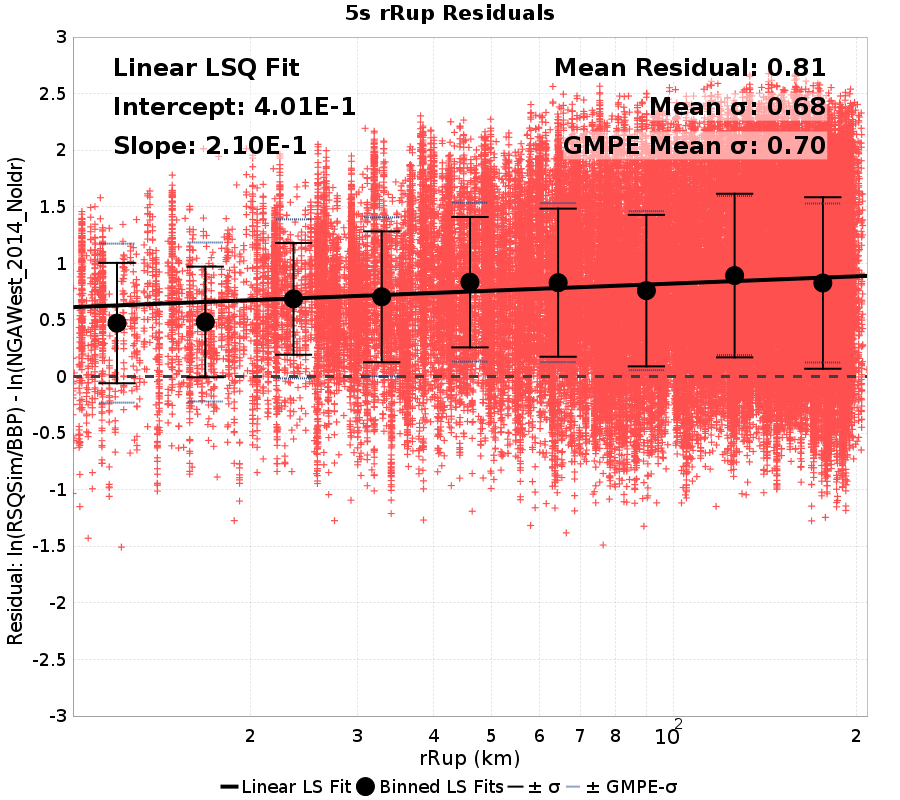 5s rRup Residuals
Linear LSQ Fit
Intercept: 4.01E-1
Slope: 2.10E-1
Mean Residual: 0.81
Mean σ: 0.68
GMPE Mean σ: 0.70
Residual: ln(RSQSim/BBP) - ln(NGAWest_2014_NoIdr)
3
2.5
2
1.5
1
0.5
0
-0.5
-1
-1.5
-2
-2.5
-3
2 3 4 5 6 7 8 10² 2
rRup (km)
Linear LS Fit Binned LS Fits ± σ ± GMPE-σ